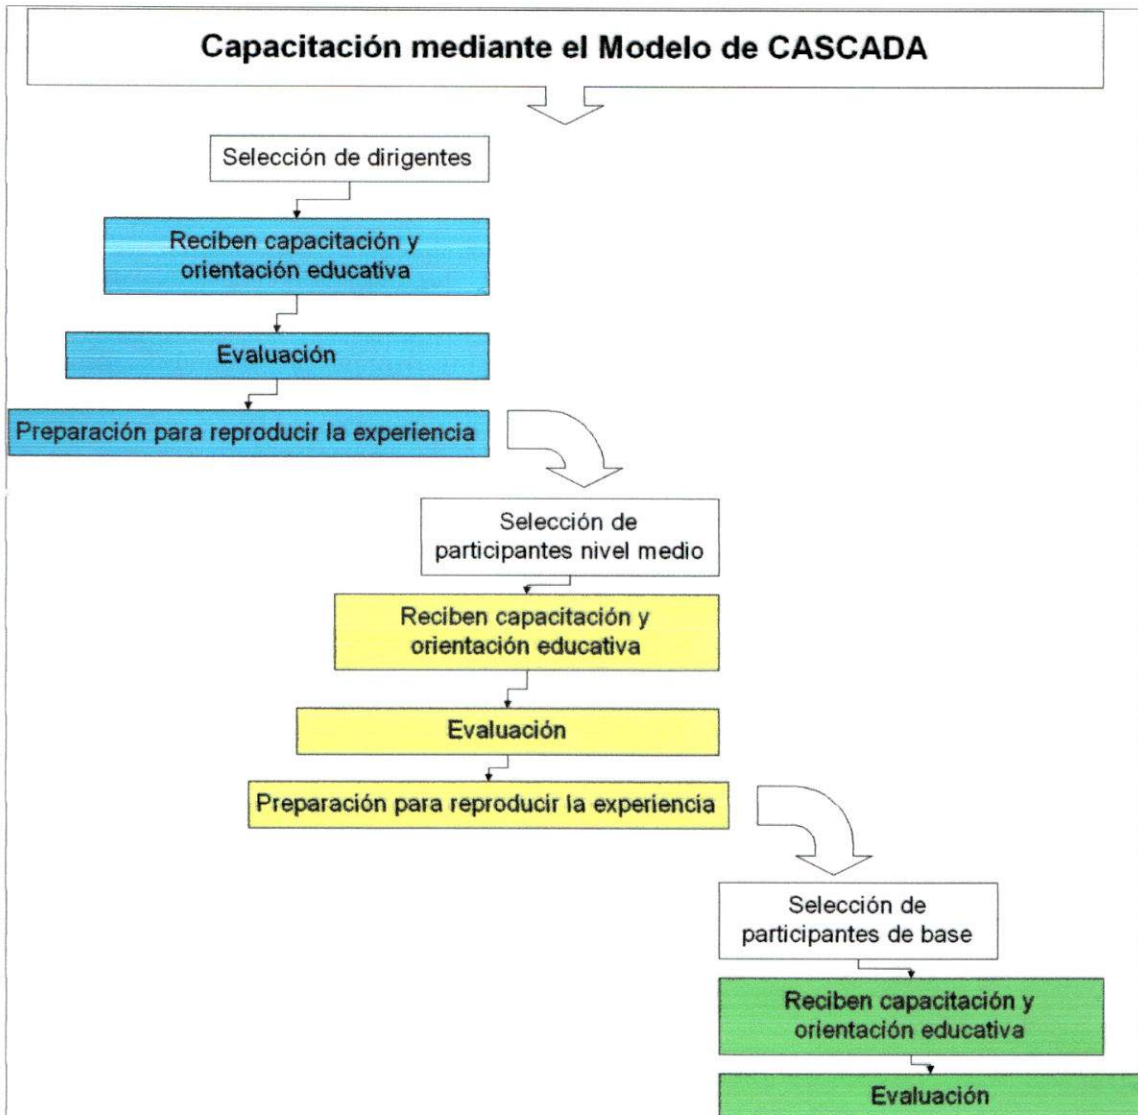 Capacitación mediante el Modelo de CASCADA
Selección de dirigentes
Reciben capacitación y
orientación educativa
Evaluación
Preparación para reproducir la experiencia
Selección de
participantes nivel medio
Reciben capacitación y
orientación educativa
Evaluación
Preparación para reproducir la experiencia
Selección de
participantes de base
Reciben capacitación y
orientación educativa
Evaluación